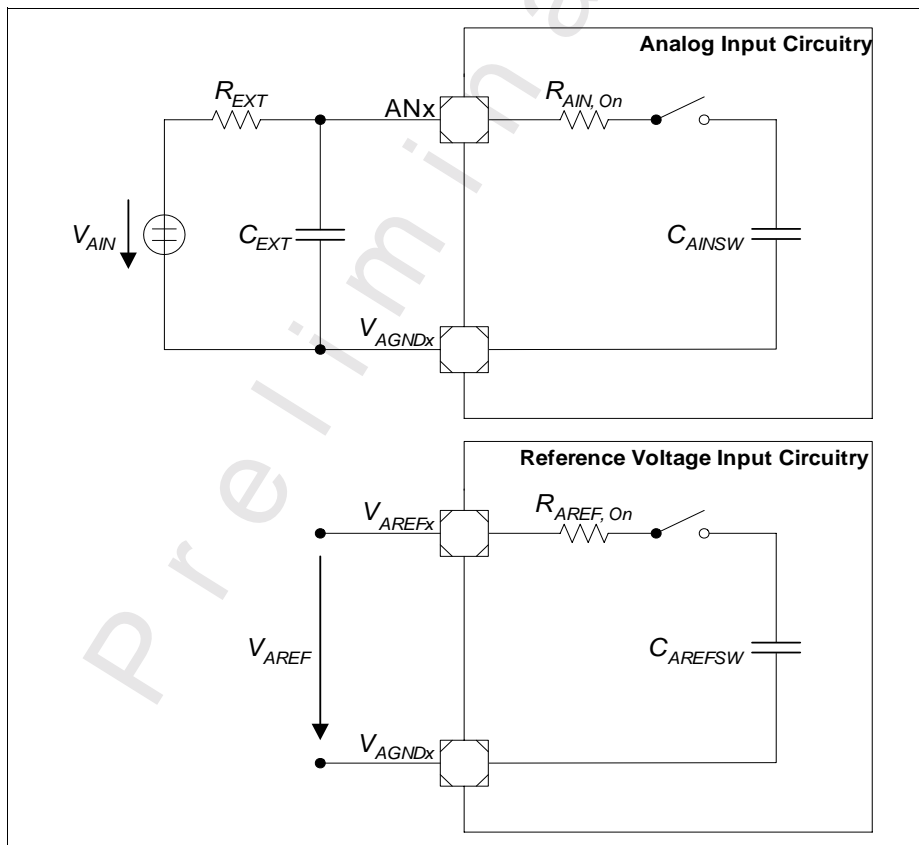 Analog Input Circuitry
R_EXT
ANx
R_AIN, On
V_AIN
C_EXT
C_AINSW
V_AGNDx
Reference Voltage Input Circuitry
V_AREFx
R_AREF, On
V_AREF
C_AREFSW
V_AGNDx
Prelimina